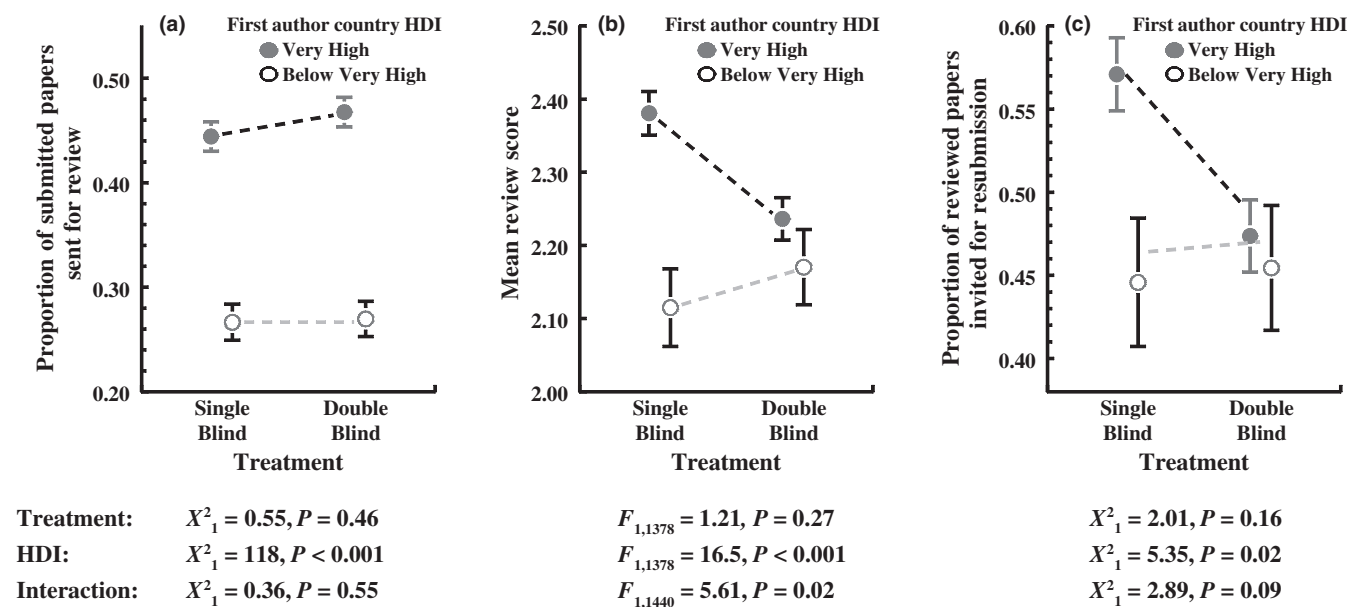 (a) First author country HDI
Very High
Below Very High
0.50
0.40
0.30
0.20
Proportion of submitted papers
sent for review
Single
Blind
Double
Blind
Treatment
(b) First author country HDI
Very High
Below Very High
2.50
2.40
2.30
2.20
2.10
2.00
Mean review score
Single
Blind
Double
Blind
Treatment
(c) First author country HDI
Very High
Below Very High
0.60
0.55
0.50
0.45
0.40
Proportion of reviewed papers
invited for resubmission
Single
Blind
Double
Blind
Treatment
Treatment: X²₁ = 0.55, P = 0.46 F₁,₁₃₇₈ = 1.21, P = 0.27 X²₁ = 2.01, P = 0.16
HDI: X²₁ = 118, P < 0.001 F₁,₁₃₇₈ = 16.5, P < 0.001 X²₁ = 5.35, P = 0.02
Interaction: X²₁ = 0.36, P = 0.55 F₁,₁₄₄₀ = 5.61, P = 0.02 X²₁ = 2.89, P = 0.09